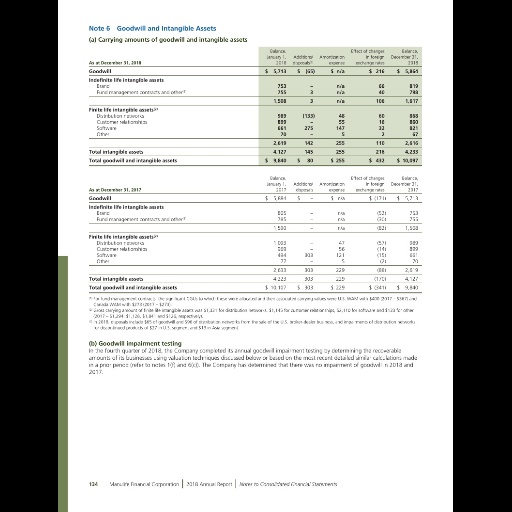 Note 6 Goodwill and Intangible Assets
(a) Carrying amounts of goodwill and intangible assets
As at December 31, 2018 Balance, January 1, 2018 Additions/ disposals Amortization expense Effect of changes in foreign exchange rates Balance, December 31, 2018
Goodwill $ 5,713 $ (65) $ n/a $ 216 $ 5,864
Indefinite life intangible assets
Brand 753 – n/a 66 819
Fund management contracts and other 755 3 n/a 40 798
1,508 3 n/a 106 1,617
Finite life intangible assets
Distribution networks 989 (133) 48 60 868
Customer relationships 899 – 55 16 860
Software 661 275 147 32 821
Other 70 – 5 2 67
2,619 142 255 110 2,616
Total intangible assets 4,127 145 255 216 4,233
Total goodwill and intangible assets $ 9,840 $ 80 $ 255 $ 432 $ 10,097
As at December 31, 2017 Balance, January 1, 2017 Additions/ disposals Amortization expense Effect of changes in foreign exchange rates Balance, December 31, 2017
Goodwill $ 5,884 $ – $ n/a $ (171) $ 5,713
Indefinite life intangible assets
Brand 805 – n/a (52) 753
Fund management contracts and other 785 – n/a (30) 755
1,590 – n/a (82) 1,508
Finite life intangible assets
Distribution networks 1,093 – 47 (57) 989
Customer relationships 969 – 56 (14) 899
Software 494 303 121 (15) 661
Other 77 – 5 (2) 70
2,633 303 229 (88) 2,619
Total intangible assets 4,223 303 229 (170) 4,127
Total goodwill and intangible assets $ 10,107 $ 303 $ 229 $ (341) $ 9,840
(b) Goodwill impairment testing
In the fourth quarter of 2018, the Company completed its annual goodwill impairment testing by determining the recoverable
amounts of its businesses using valuation techniques discussed below or based on the most recent detailed similar calculations made
in a prior period (refer to notes 1(f) and 6(c)). The Company has determined that there was no impairment of goodwill in 2018 and
2017.
134 Manulife Financial Corporation | 2018 Annual Report | Notes to Consolidated Financial Statements